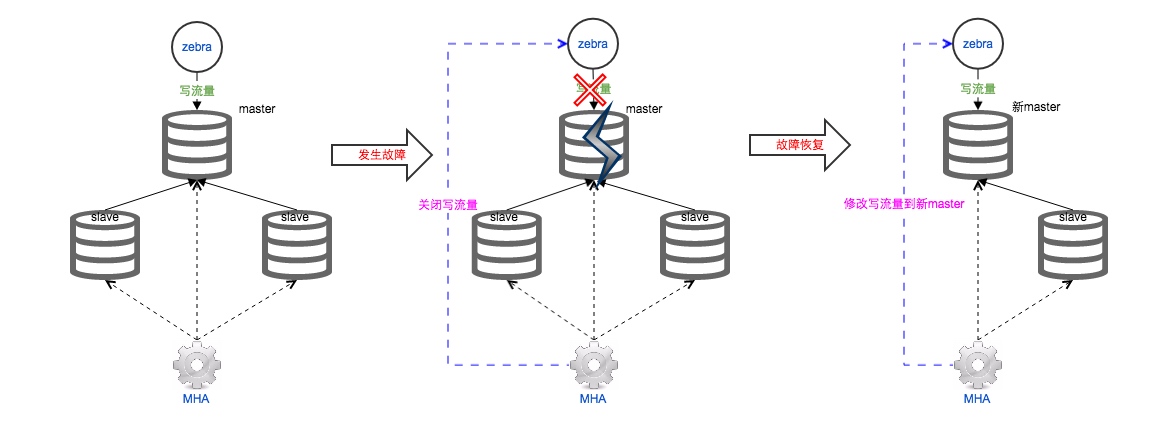 zebra
写流量
master
slave
slave
MHA
发生故障
zebra
写流量
master
关闭写流量
slave
slave
MHA
故障恢复
zebra
写流量
新master
修改写流量到新master
slave
MHA